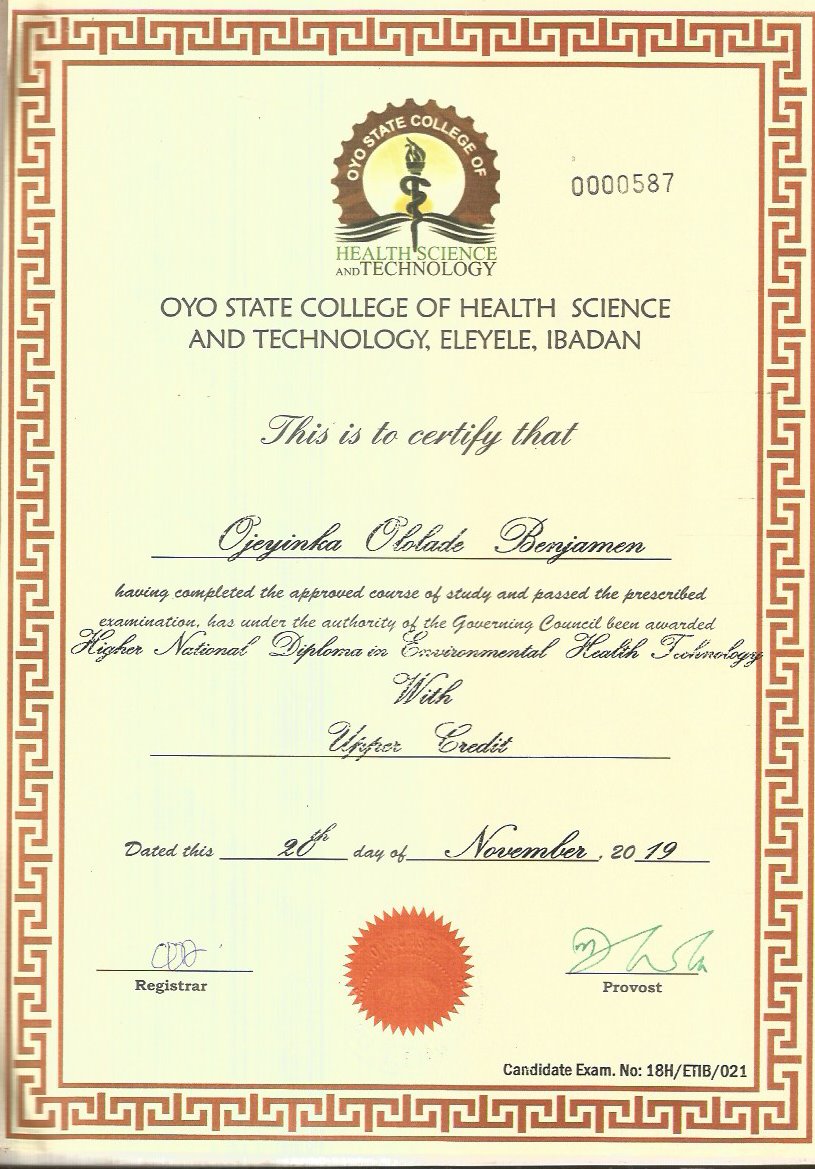 OYO STATE COLLEGE OF
HEALTH SCIENCE
AND TECHNOLOGY
0000587
OYO STATE COLLEGE OF HEALTH SCIENCE
AND TECHNOLOGY, ELEYELE, IBADAN
This is to certify that
Ojeyinka Ololade Benjamen
having completed the approved course of study and passed the prescribed
examination, has under the authority of the Governing Council been awarded
Higher National Diploma in Environmental Health Technology
With
Upper Credit
Dated this 20th day of November, 2019
Registrar
Provost
Candidate Exam. No: 18H/ETIB/021